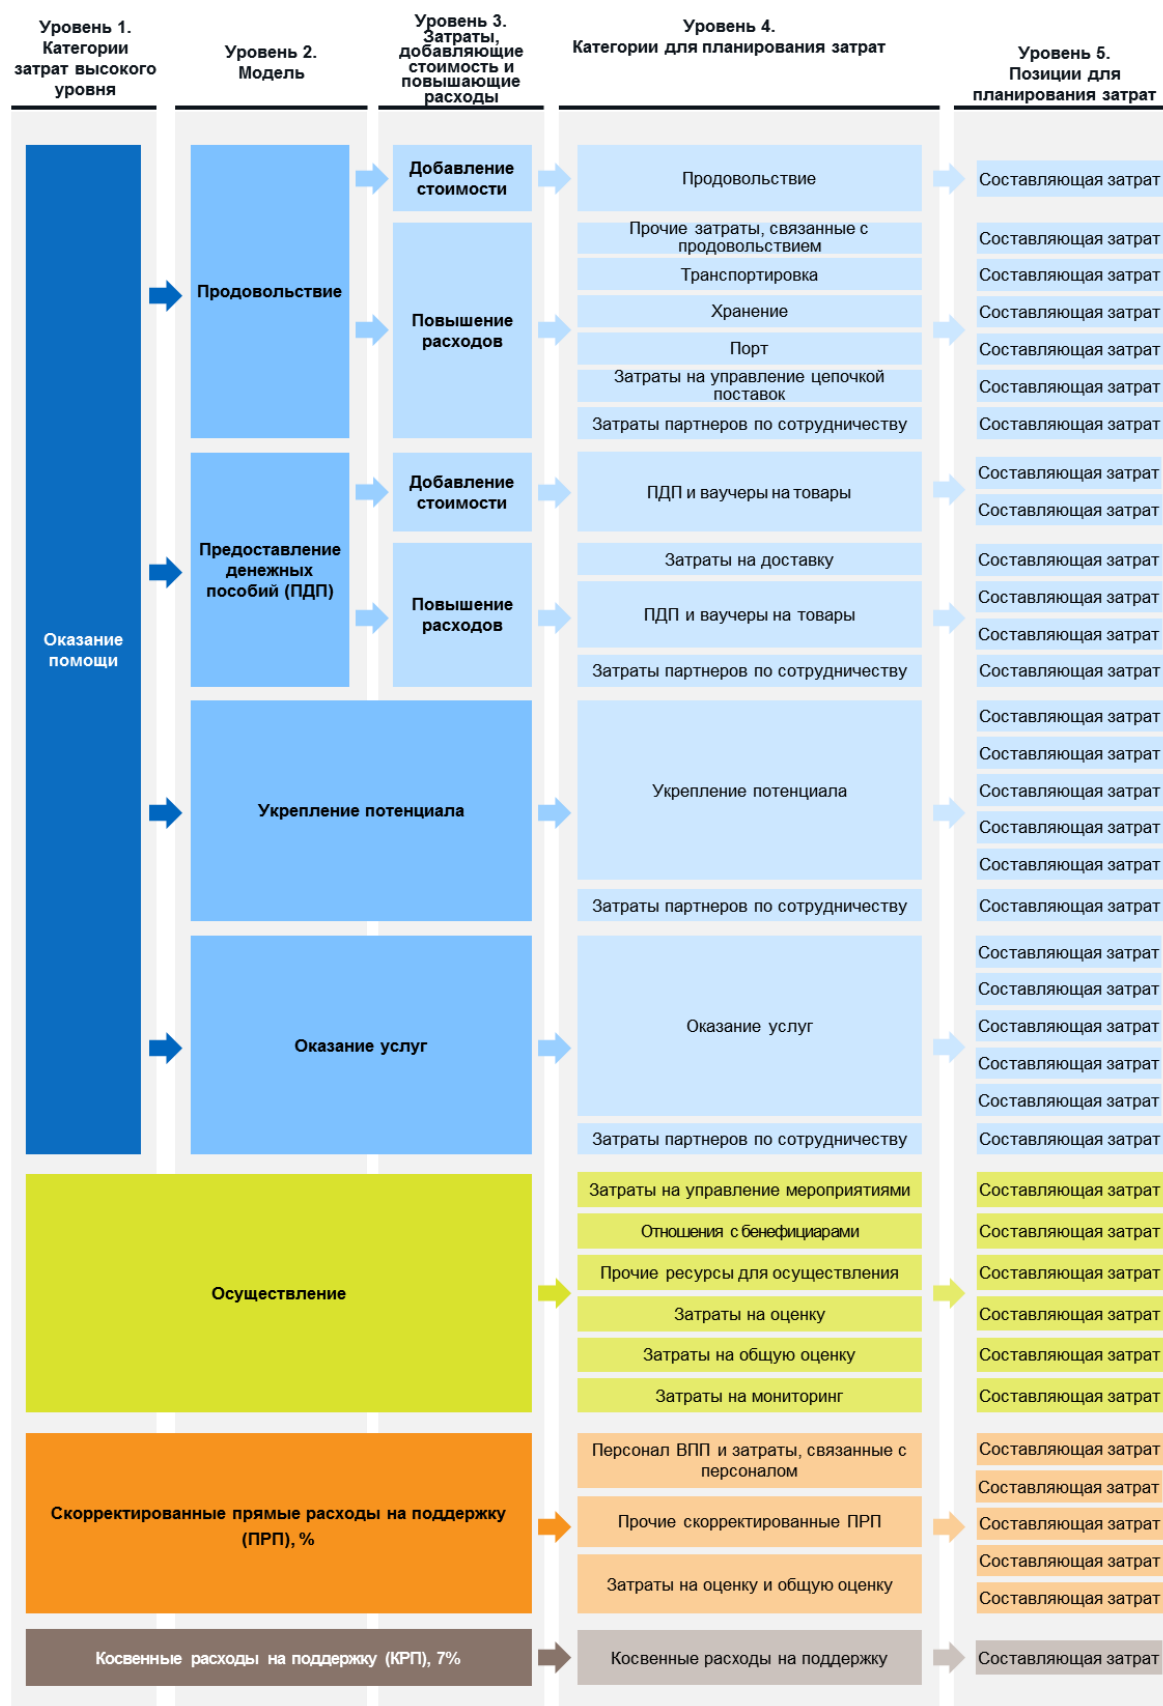 Уровень 1.
Категории
затрат высокого
уровня
Уровень 2.
Модель
Уровень 3.
Затраты,
добавляющие
стоимость и
повышающие
расходы
Уровень 4.
Категории для планирования затрат
Уровень 5.
Позиции для
планирования затрат
Оказание
помощи
Продовольствие
Добавление
стоимости
Продовольствие
Составляющая затрат
Повышение
расходов
Прочие затраты, связанные с
продовольствием
Составляющая затрат
Транспортировка
Составляющая затрат
Хранение
Составляющая затрат
Порт
Составляющая затрат
Затраты на управление цепочкой
поставок
Составляющая затрат
Затраты партнеров по сотрудничеству
Составляющая затрат
Предоставление
денежных
пособий (ПДП)
Добавление
стоимости
ПДП и ваучеры на товары
Составляющая затрат
Составляющая затрат
Повышение
расходов
Затраты на доставку
Составляющая затрат
ПДП и ваучеры на товары
Составляющая затрат
Составляющая затрат
Затраты партнеров по сотрудничеству
Составляющая затрат
Укрепление потенциала
Укрепление потенциала
Составляющая затрат
Составляющая затрат
Составляющая затрат
Составляющая затрат
Составляющая затрат
Затраты партнеров по сотрудничеству
Составляющая затрат
Оказание услуг
Оказание услуг
Составляющая затрат
Составляющая затрат
Составляющая затрат
Составляющая затрат
Составляющая затрат
Затраты партнеров по сотрудничеству
Составляющая затрат
Осуществление
Затраты на управление мероприятиями
Составляющая затрат
Отношения с бенефициарами
Составляющая затрат
Прочие ресурсы для осуществления
Составляющая затрат
Затраты на оценку
Составляющая затрат
Затраты на общую оценку
Составляющая затрат
Затраты на мониторинг
Составляющая затрат
Скорректированные прямые расходы на поддержку
(ПРП), %
Персонал ВПП и затраты, связанные с
персоналом
Прочие скорректированные ПРП
Затраты на оценку и общую оценку
Составляющая затрат
Составляющая затрат
Составляющая затрат
Составляющая затрат
Составляющая затрат
Косвенные расходы на поддержку (КРП), 7%
Косвенные расходы на поддержку
Составляющая затрат